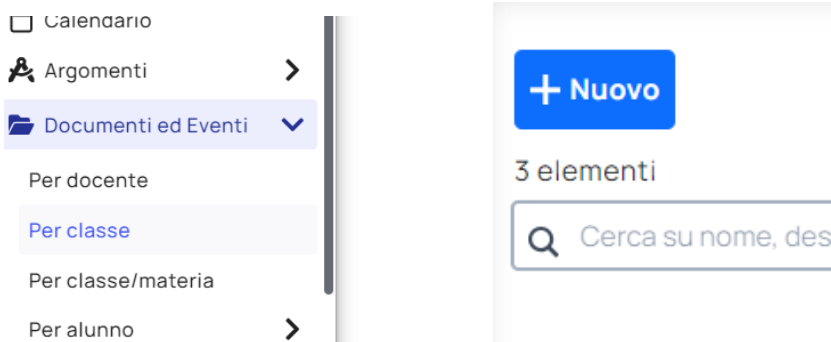 Calendario
Argomenti
Documenti ed Eventi
Per docente
Per classe
Per classe/materia
Per alunno
+ Nuovo
3 elementi
Cerca su nome, des